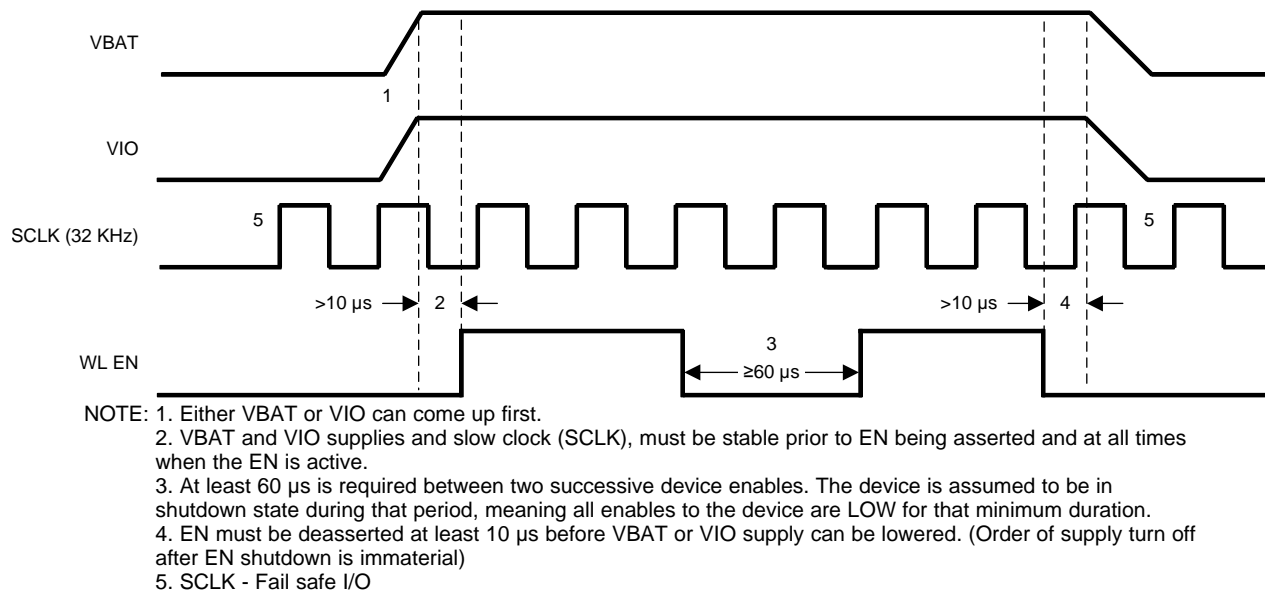 VBAT
1
VIO
5
5
SCLK (32 KHz)
>10 µs
2
>10 µs
4
WL EN
3
≥60 µs
NOTE: 1. Either VBAT or VIO can come up first.
2. VBAT and VIO supplies and slow clock (SCLK), must be stable prior to EN being asserted and at all times
when the EN is active.
3. At least 60 µs is required between two successive device enables. The device is assumed to be in
shutdown state during that period, meaning all enables to the device are LOW for that minimum duration.
4. EN must be deasserted at least 10 µs before VBAT or VIO supply can be lowered. (Order of supply turn off
after EN shutdown is immaterial)
5. SCLK - Fail safe I/O